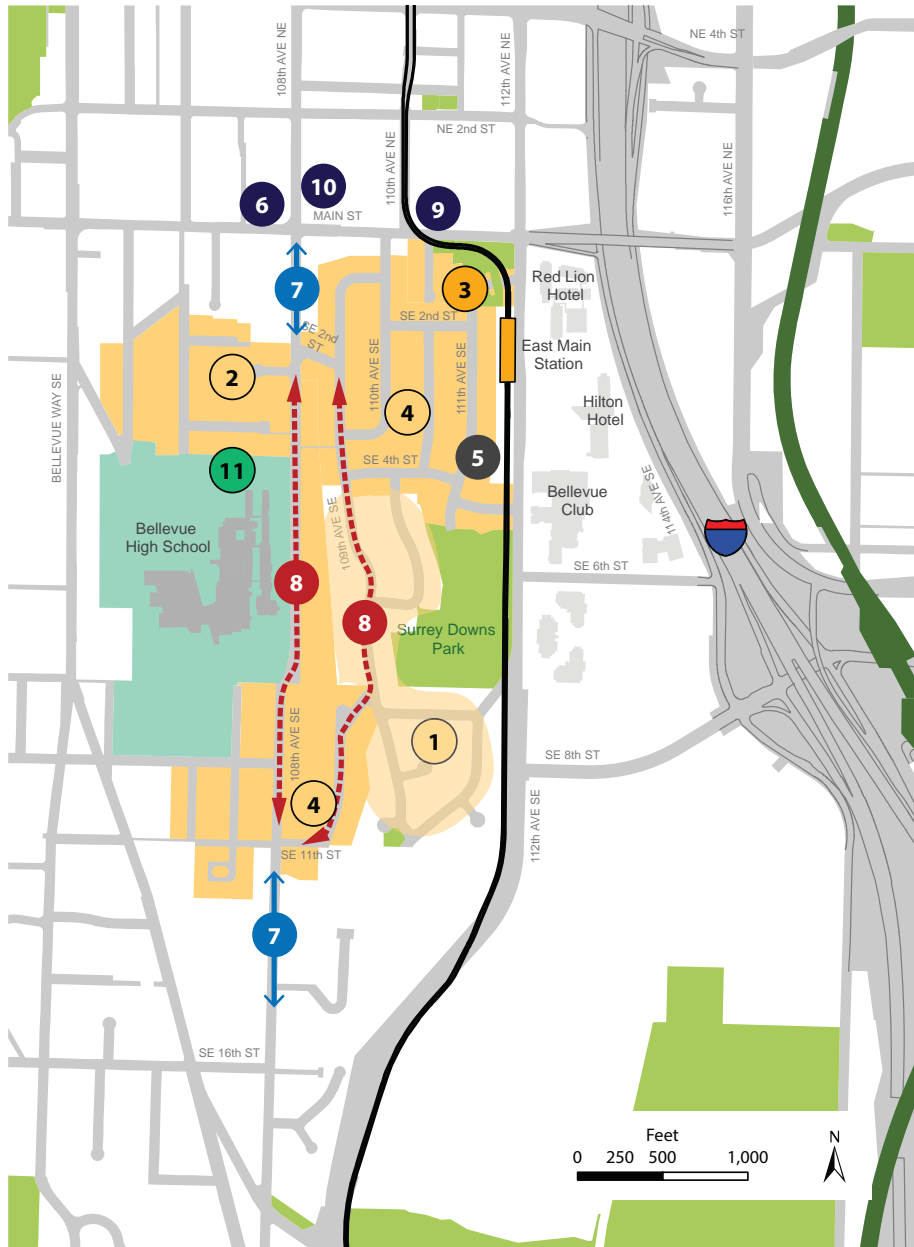 NE 4th ST
108th AVE NE
112th AVE NE
NE 2nd ST
110th AVE NE
116th AVE NE
10
6
9
MAIN ST
7
3
Red Lion
Hotel
SE 2nd
ST
SE 2nd ST
East Main
Station
2
110th AVE SE
111th AVE SE
4
Hilton
Hotel
BELLEVUE WAY SE
11
SE 4th ST
5
114th AVE SE
Bellevue
Club
Bellevue
High School
109th AVE SE
8
SE 6th ST
8
Surrey Downs
Park
108th AVE SE
1
SE 8th ST
4
112th AVE SE
SE 11th ST
7
SE 16th ST
Feet
0 250 500 1,000
N